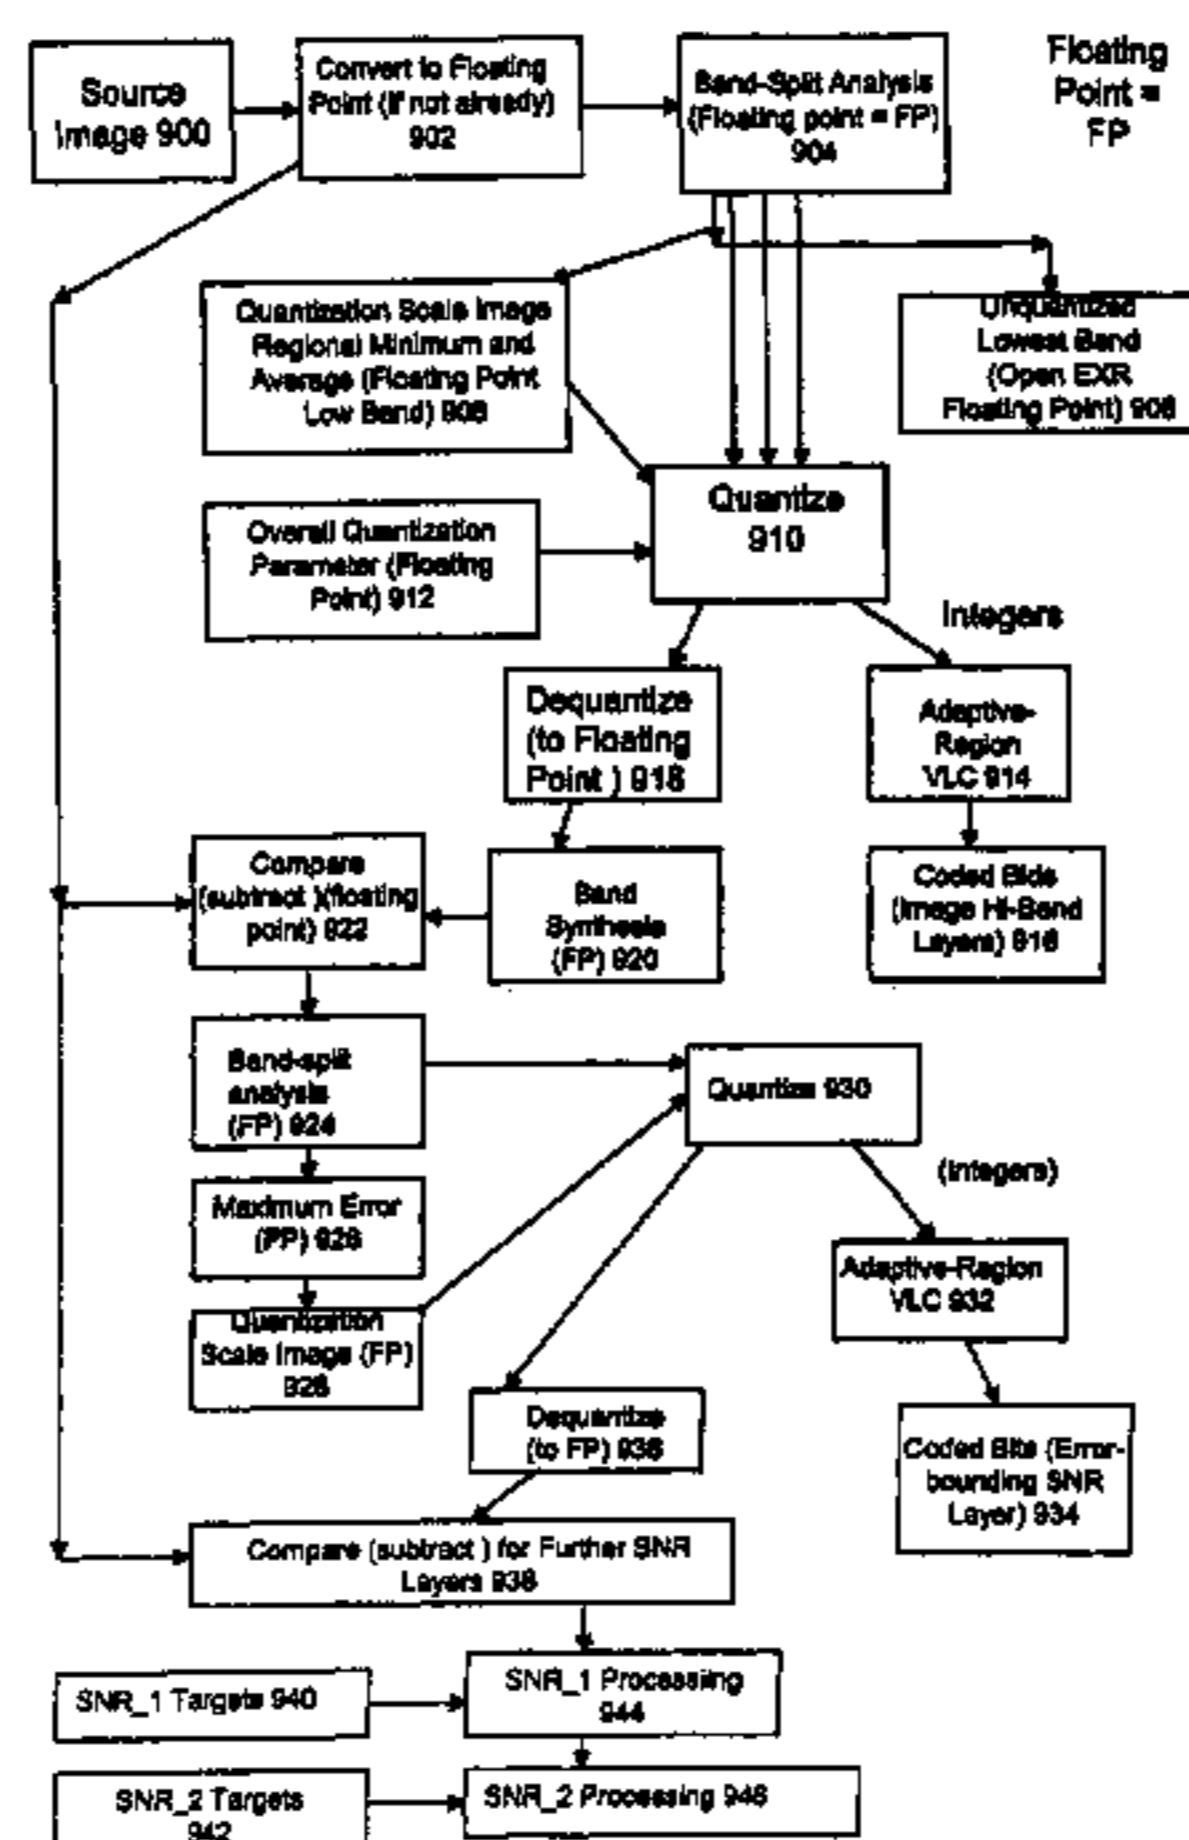 Source
Image 900
Convert to Floating
Point (if not already)
902
Band-Split Analysis
(Floating point = FP)
904
Floating
Point =
FP
Quantization Scale Image
Regional Minimum and
Average (Floating Point
Low Band)
Unquantized
Lowest Band
(Open EXR
Floating Point)
Quantize
910
Overall Quantization
Parameter (Floating
Point) 912
Integers
Dequantize
(to Floating
Point ) 918
Adaptive-
Region
VLC 914
Compare
(subtract )(floating
point) 922
Band
Synthesis
(FP) 920
Coded
(Image Hi-Band
Layers) 916
Band-split
analysis
(FP) 924
Quantize 930
(Integers)
Maximum Error
(FP) 926
Adaptive-Region
VLC 932
Quantization
Scale Image (FP)
928
Dequantize
(to FP) 936
Coded Bits (Error-
bounding SNR
Layer) 934
Compare (subtract ) for Further SNR
Layers 938
SNR_1 Targets 940
SNR_1 Processiing
944
SNR_2 Targets
942
SNR_2 Processing 946